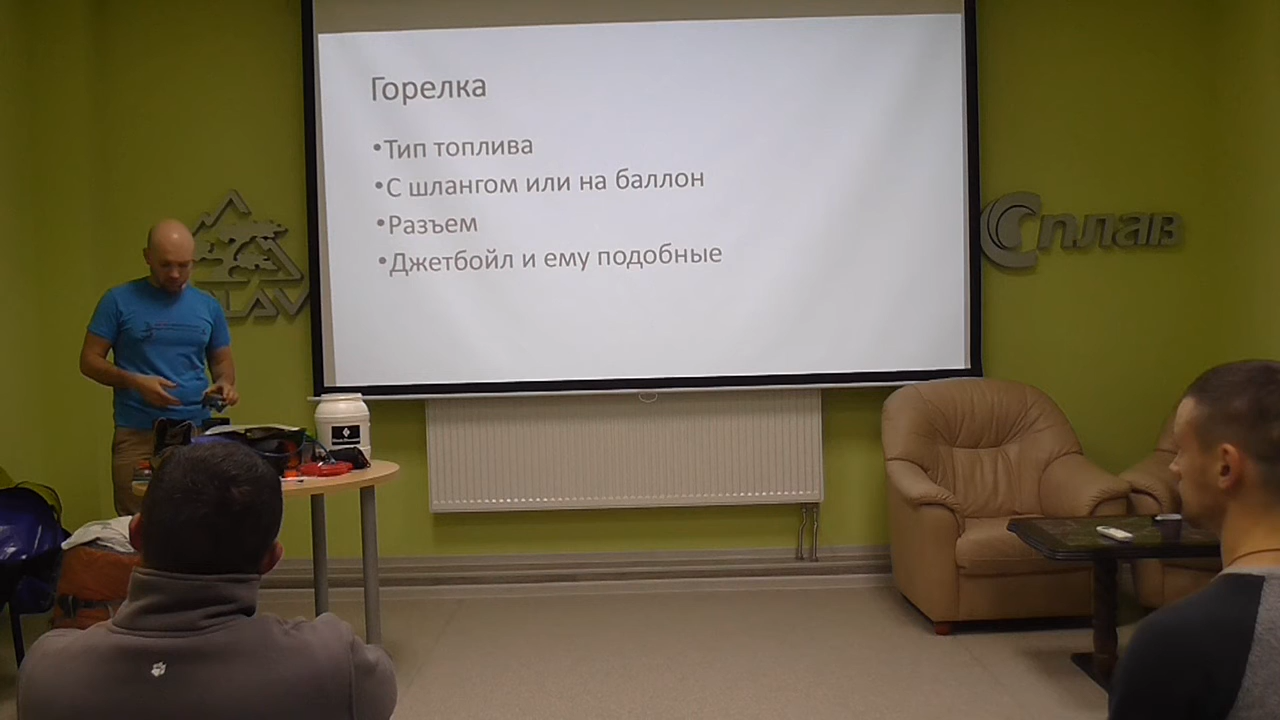 Горелка
•Тип топлива
•С шлангом или на баллон
•Разъем
•Джетбойл и ему подобные
Сплав